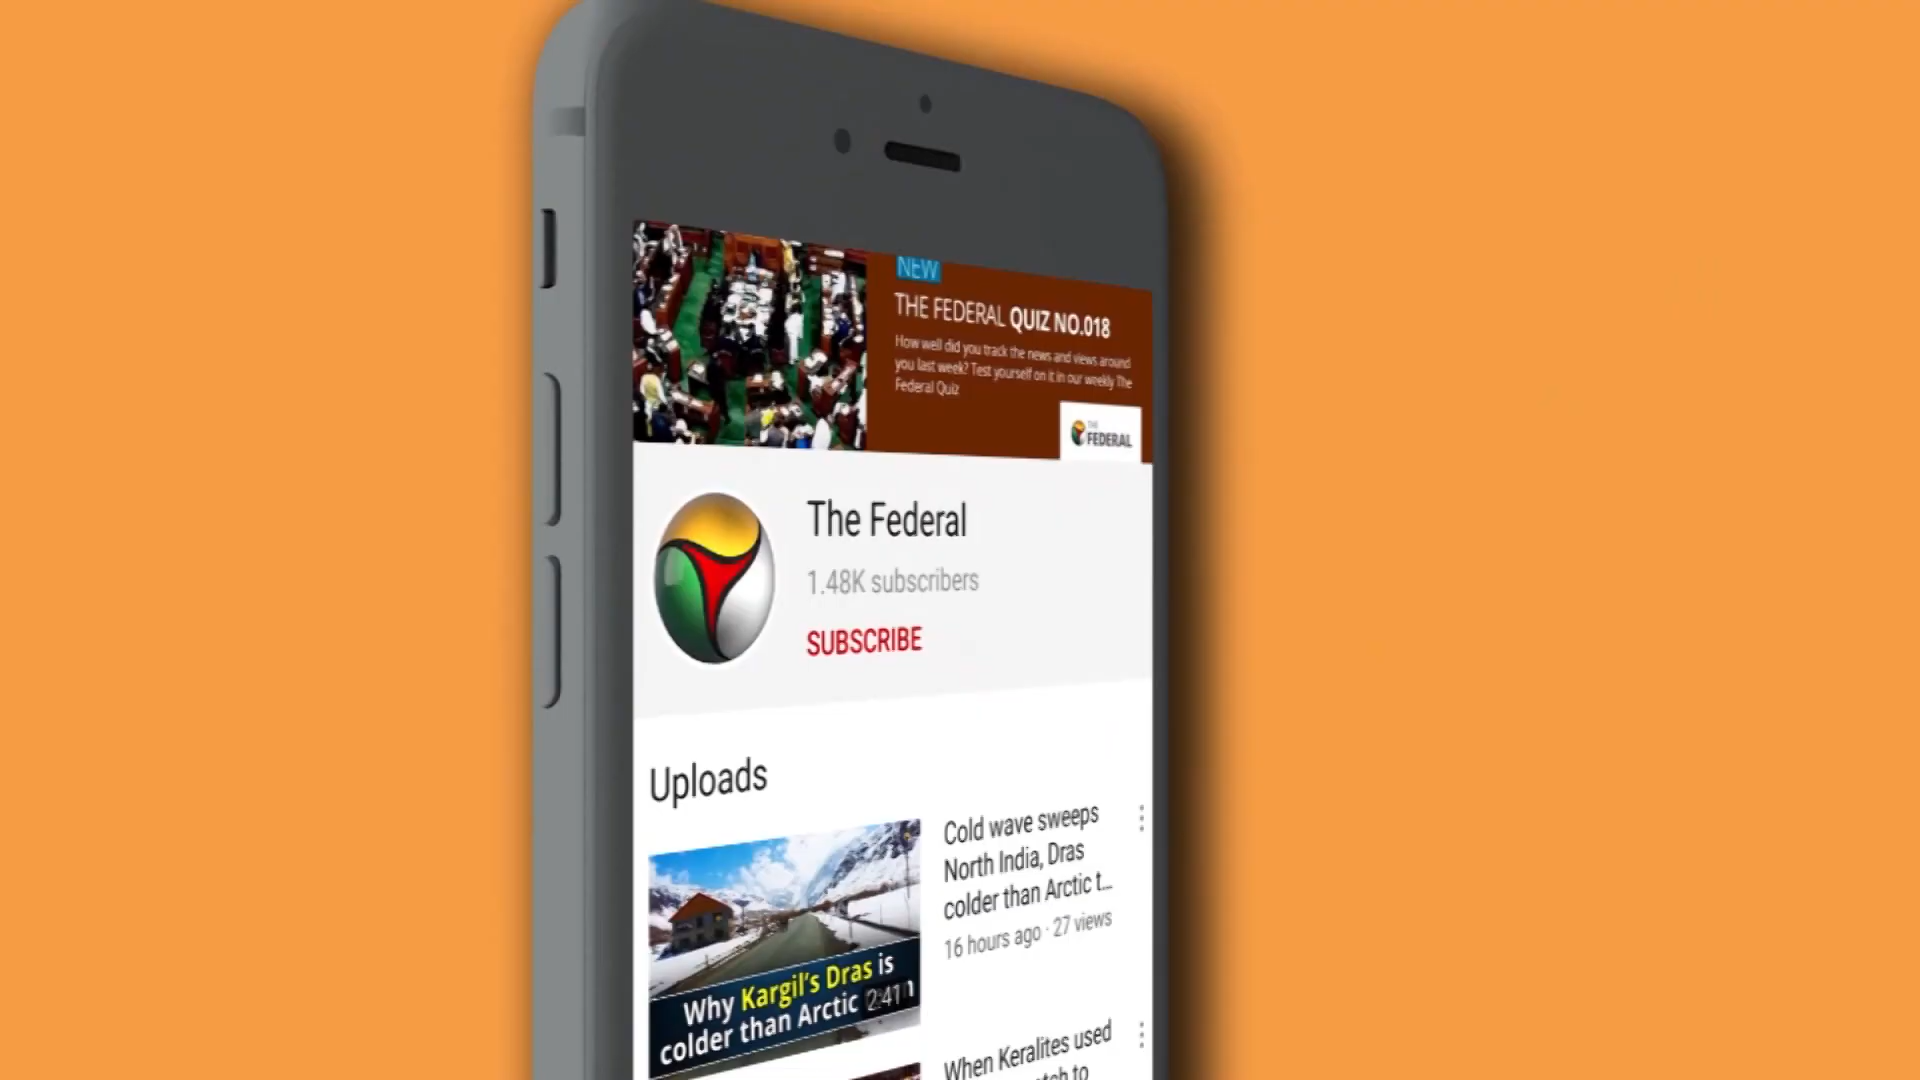 NEW
THE FEDERAL QUIZ NO.018
How well did you track the news and views around
you last week? Test yourself on it in our weekly The
Federal Quiz
THE
FEDERAL
The Federal
1.48K subscribers
SUBSCRIBE
Uploads
Cold wave sweeps
North India, Dras
colder than Arctic t...
16 hours ago · 27 views
Why Kargil's Dras is
colder than Arctic
2:41
When Keralites used
to